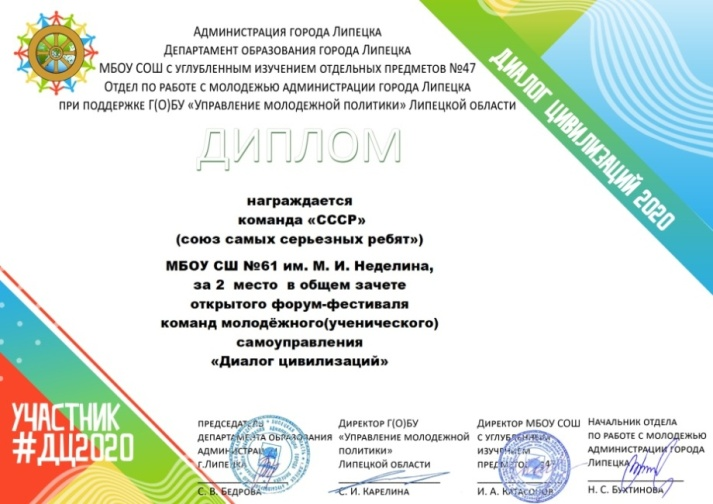 Администрация города Липецка
Департамент образования города Липецка
МБОУ СОШ с углубленным изучением отдельных предметов №47
Отдел по работе с молодежью администрации города Липецка
при поддержке Г(О)БУ «Управление молодежной политики» Липецкой области
ДИПЛОМ
ДИАЛОГ ЦИВИЛИЗАЦИЙ 2020
награждается
команда «СССР»
(союз самых серьезных ребят»)
МБОУ СШ №61 им. М. И. Неделина,
за 2 место в общем зачете
открытого форум-фестиваля
команд молодёжного(ученического)
самоуправления
«Диалог цивилизаций»
УЧАСТНИК
#ДЦ2020
Председатель
департамента образования
администрации
г.Липецка
С. В. Бедрова
Директор Г(О)БУ
«Управление молодежной
политики»
Липецкой области
С. И. Карелина
Директор МБОУ СОШ
с углубленным
изучением
предметов №47
И. А. Катасонов
Начальник отдела
по работе с молодежью
администрации города
Липецка
Н. С. Бухтинова